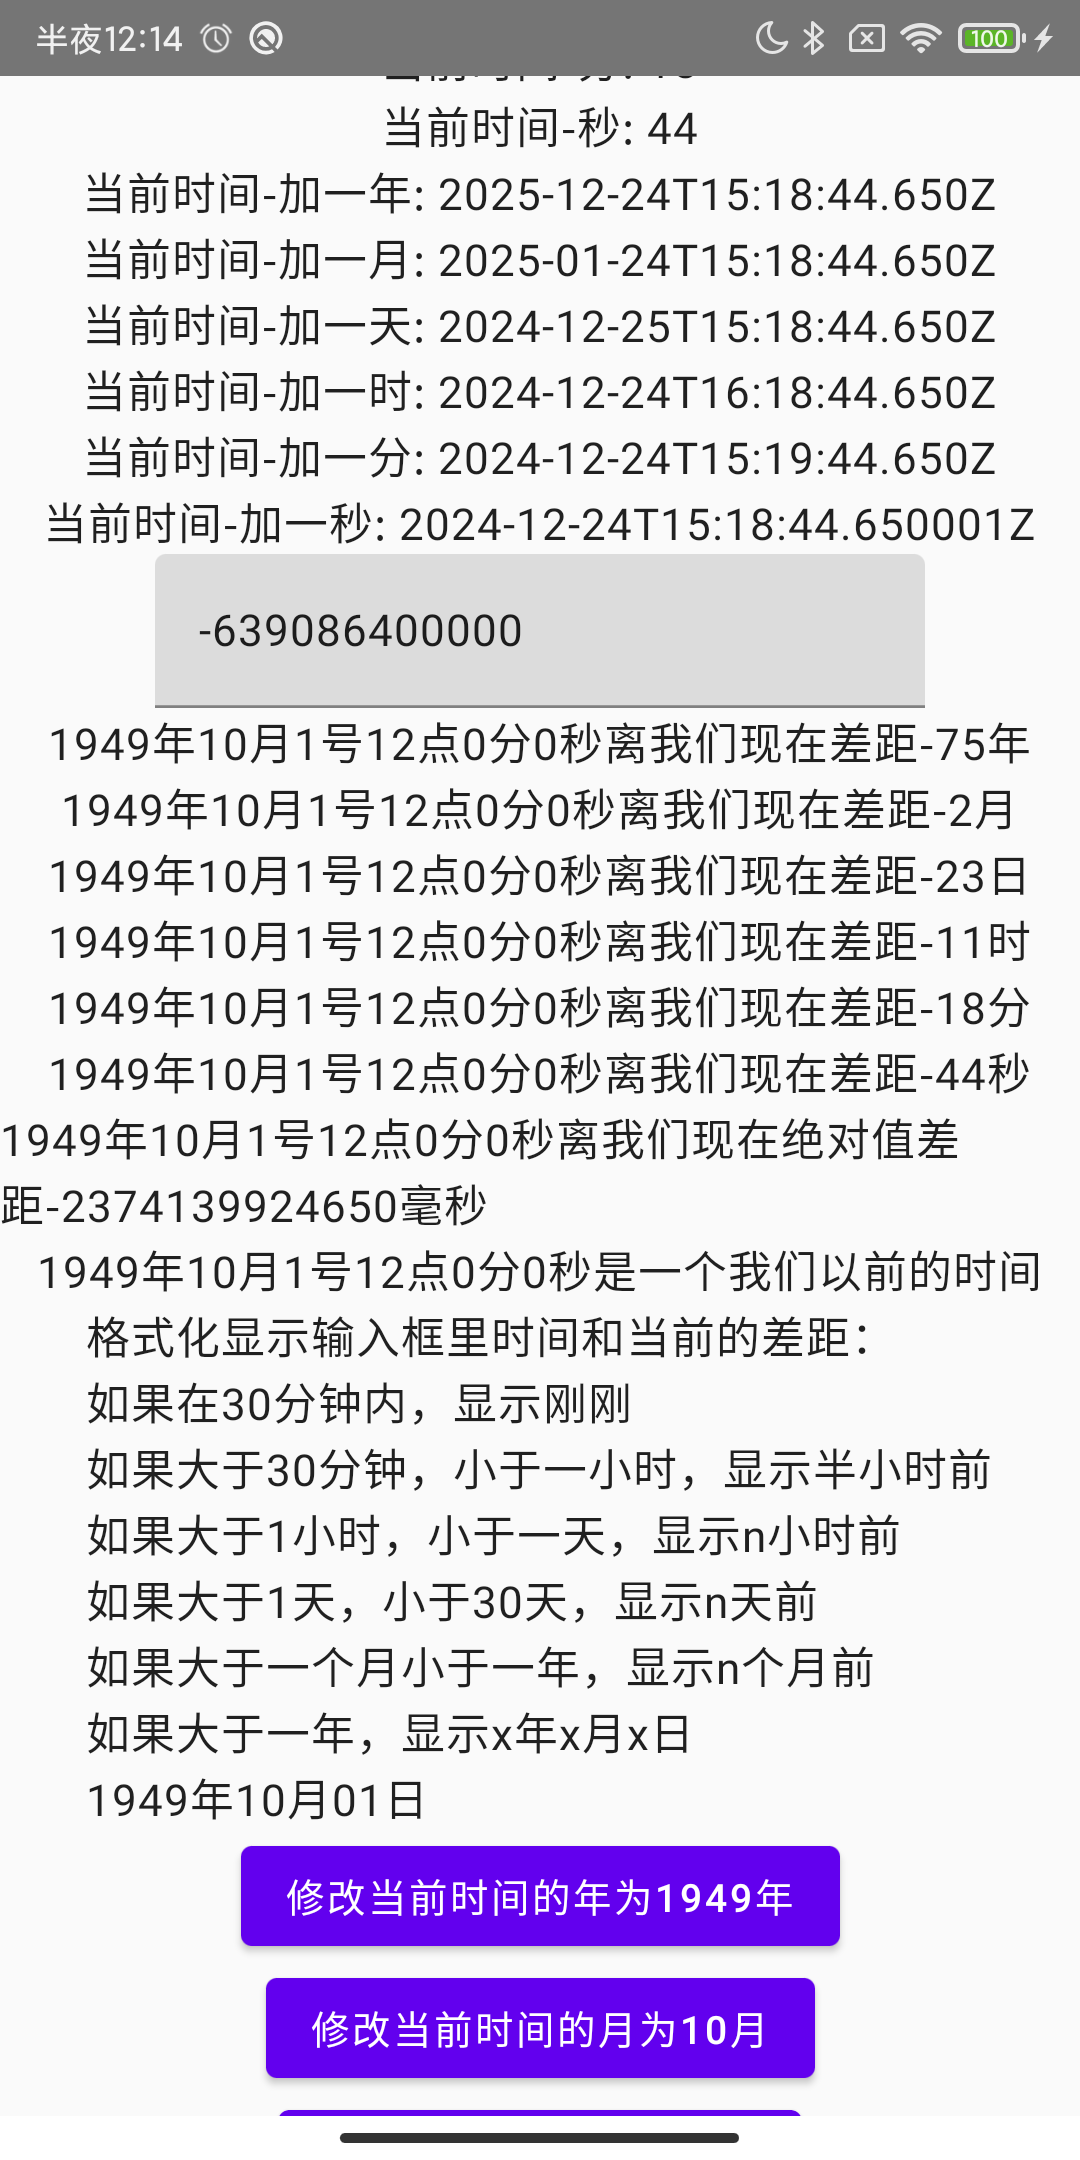 半夜12:14
100
当前时间-秒: 44
当前时间-加一年: 2025-12-24T15:18:44.650Z
当前时间-加一月: 2025-01-24T15:18:44.650Z
当前时间-加一天: 2024-12-25T15:18:44.650Z
当前时间-加一时: 2024-12-24T16:18:44.650Z
当前时间-加一分: 2024-12-24T15:19:44.650Z
当前时间-加一秒: 2024-12-24T15:18:44.650001Z
-639086400000
1949年10月1号12点0分0秒离我们现在差距-75年
1949年10月1号12点0分0秒离我们现在差距-2月
1949年10月1号12点0分0秒离我们现在差距-23日
1949年10月1号12点0分0秒离我们现在差距-11时
1949年10月1号12点0分0秒离我们现在差距-18分
1949年10月1号12点0分0秒离我们现在差距-44秒
1949年10月1号12点0分0秒离我们现在绝对值差
距-2374139924650毫秒
1949年10月1号12点0分0秒是一个我们以前的时间
格式化显示输入框里时间和当前的差距：
如果在30分钟内，显示刚刚
如果大于30分钟，小于一小时，显示半小时前
如果大于1小时，小于一天，显示n小时前
如果大于1天，小于30天，显示n天前
如果大于一个月小于一年，显示n个月前
如果大于一年，显示x年x月x日
1949年10月01日
修改当前时间的年为1949年
修改当前时间的月为10月